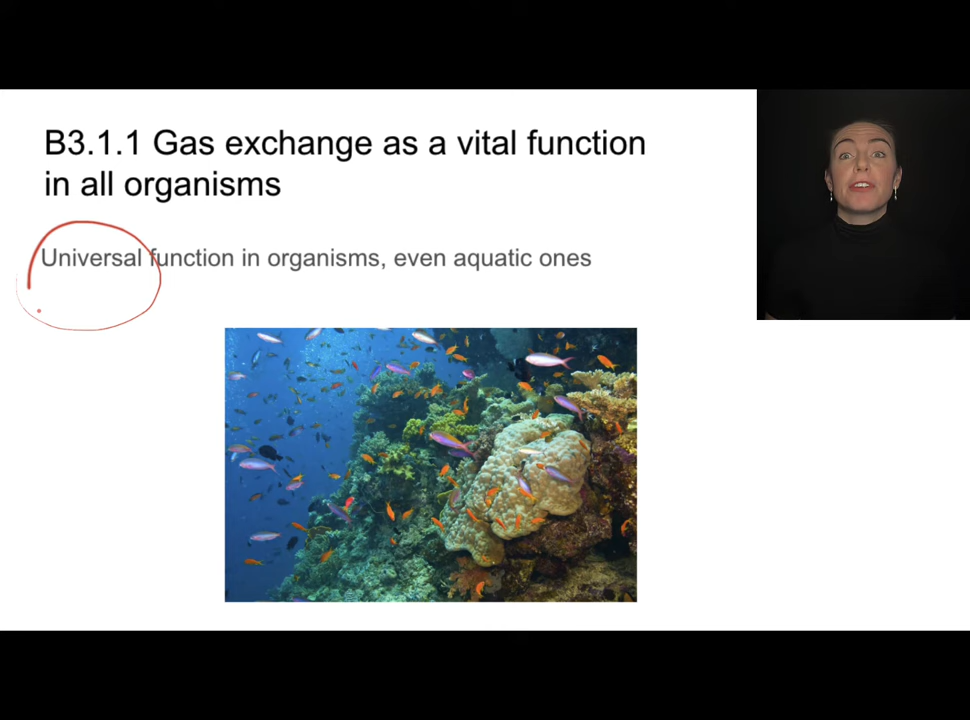 B3.1.1 Gas exchange as a vital function
in all organisms
Universal function in organisms, even aquatic ones